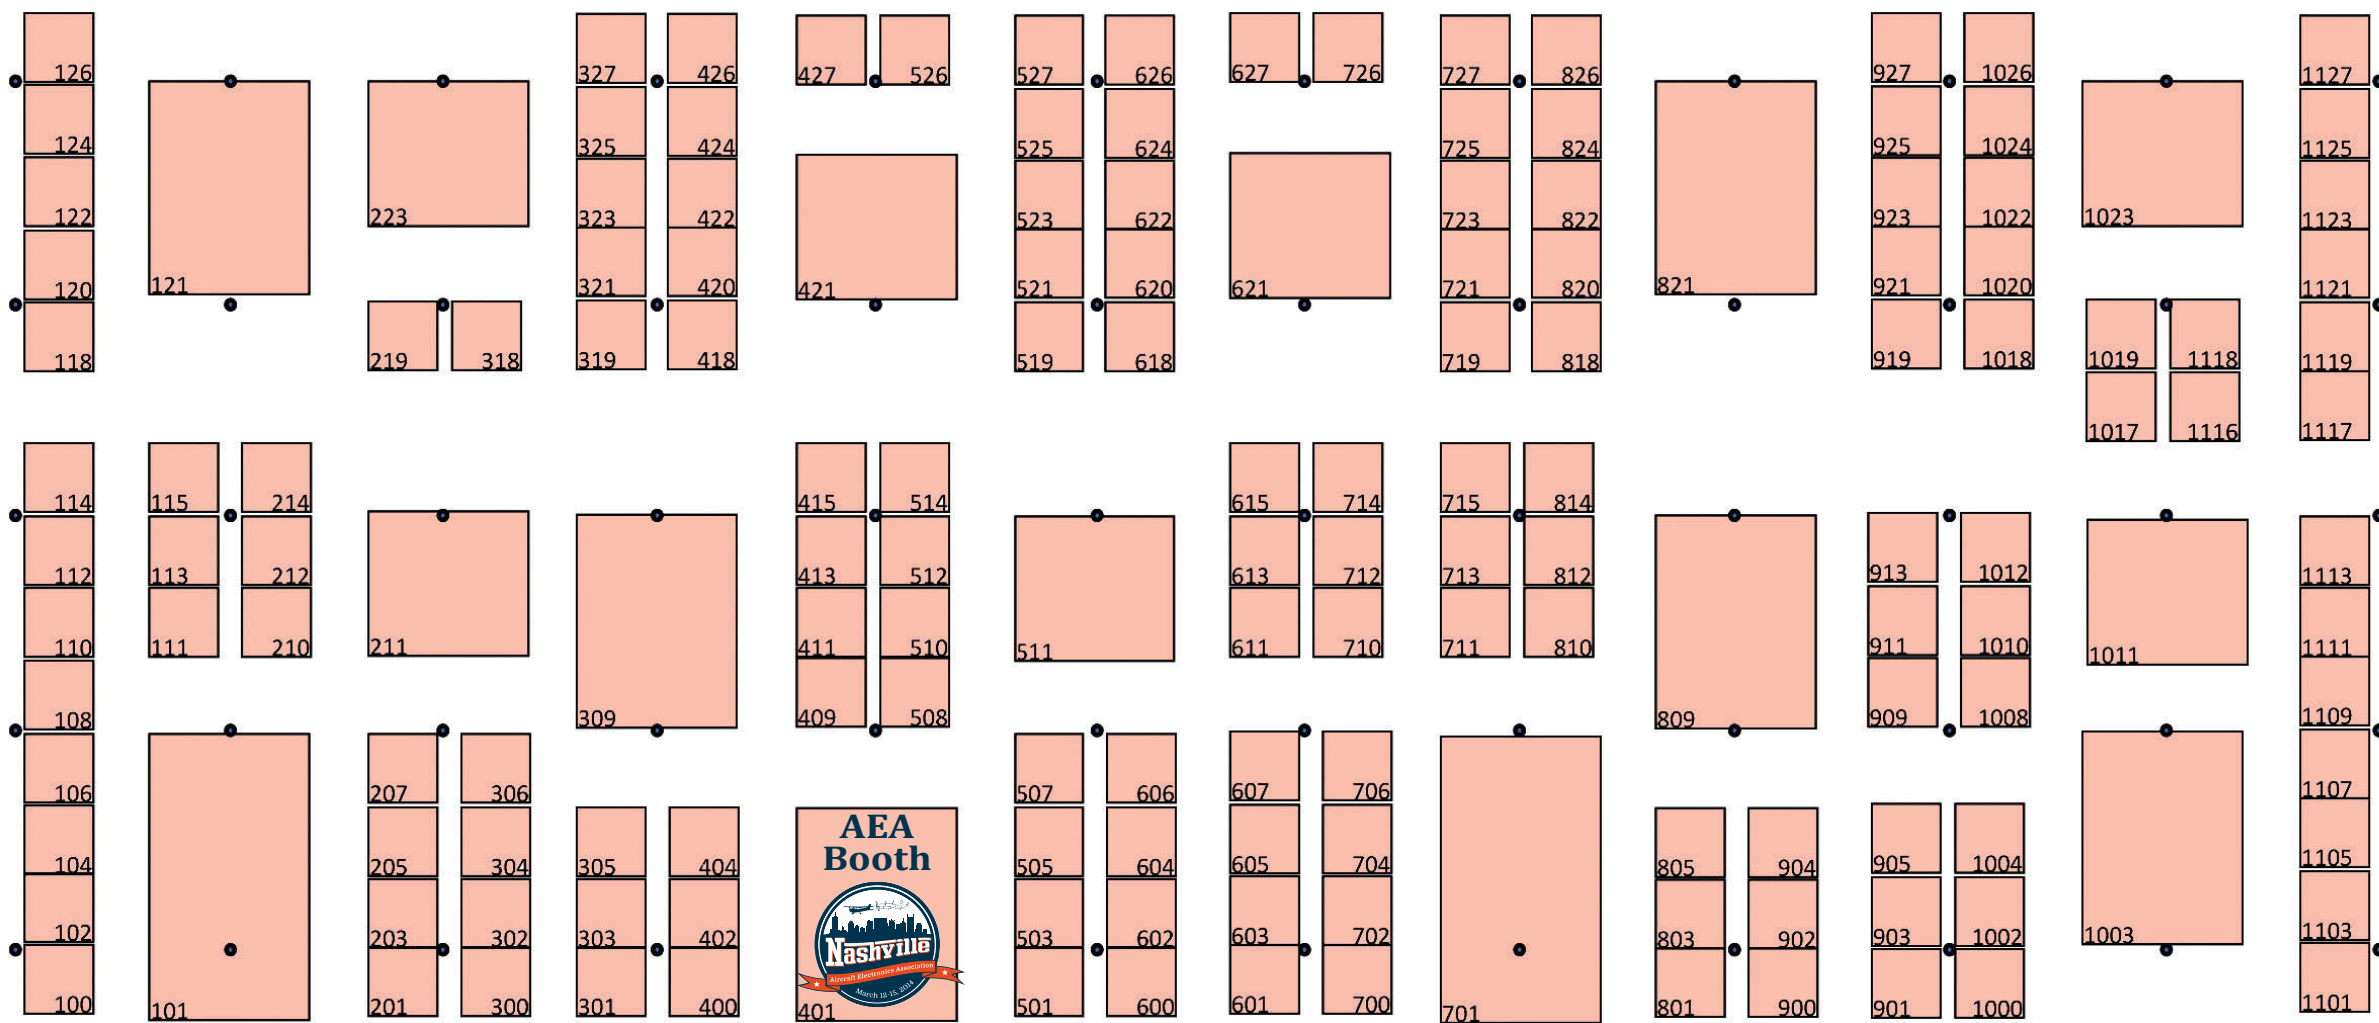 126 327 426 427 526 527 626 627 726 727 826 927 1026 1127
124 325 424 525 624 725 824 925 1024 1125
122 223 323 422 523 622 723 822 923 1022 1023 1123
120 121 321 420 421 521 620 621 721 820 821 921 1020 1121
118 219 318 319 418 519 618 719 818 919 1018 1019 1118 1119
1017 1116 1117
114 115 214 415 514 615 714 715 814
112 113 212 413 512 613 712 713 812 913 1012 1113
110 111 210 211 411 510 511 611 710 711 810 911 1010 1011 1111
108 309 409 508 809 909 1008 1109
106 207 306 507 606 607 706 1107
AEA
Booth
104 205 304 305 404 505 604 605 704 805 904 905 1004 1105
102 203 302 303 402 503 602 603 702 803 902 903 1002 1003 1103
Nashville
Aircraft Electronics Association
March 12-15, 2014
100 101 201 300 301 400 401 501 600 601 700 701 801 900 901 1000 1101